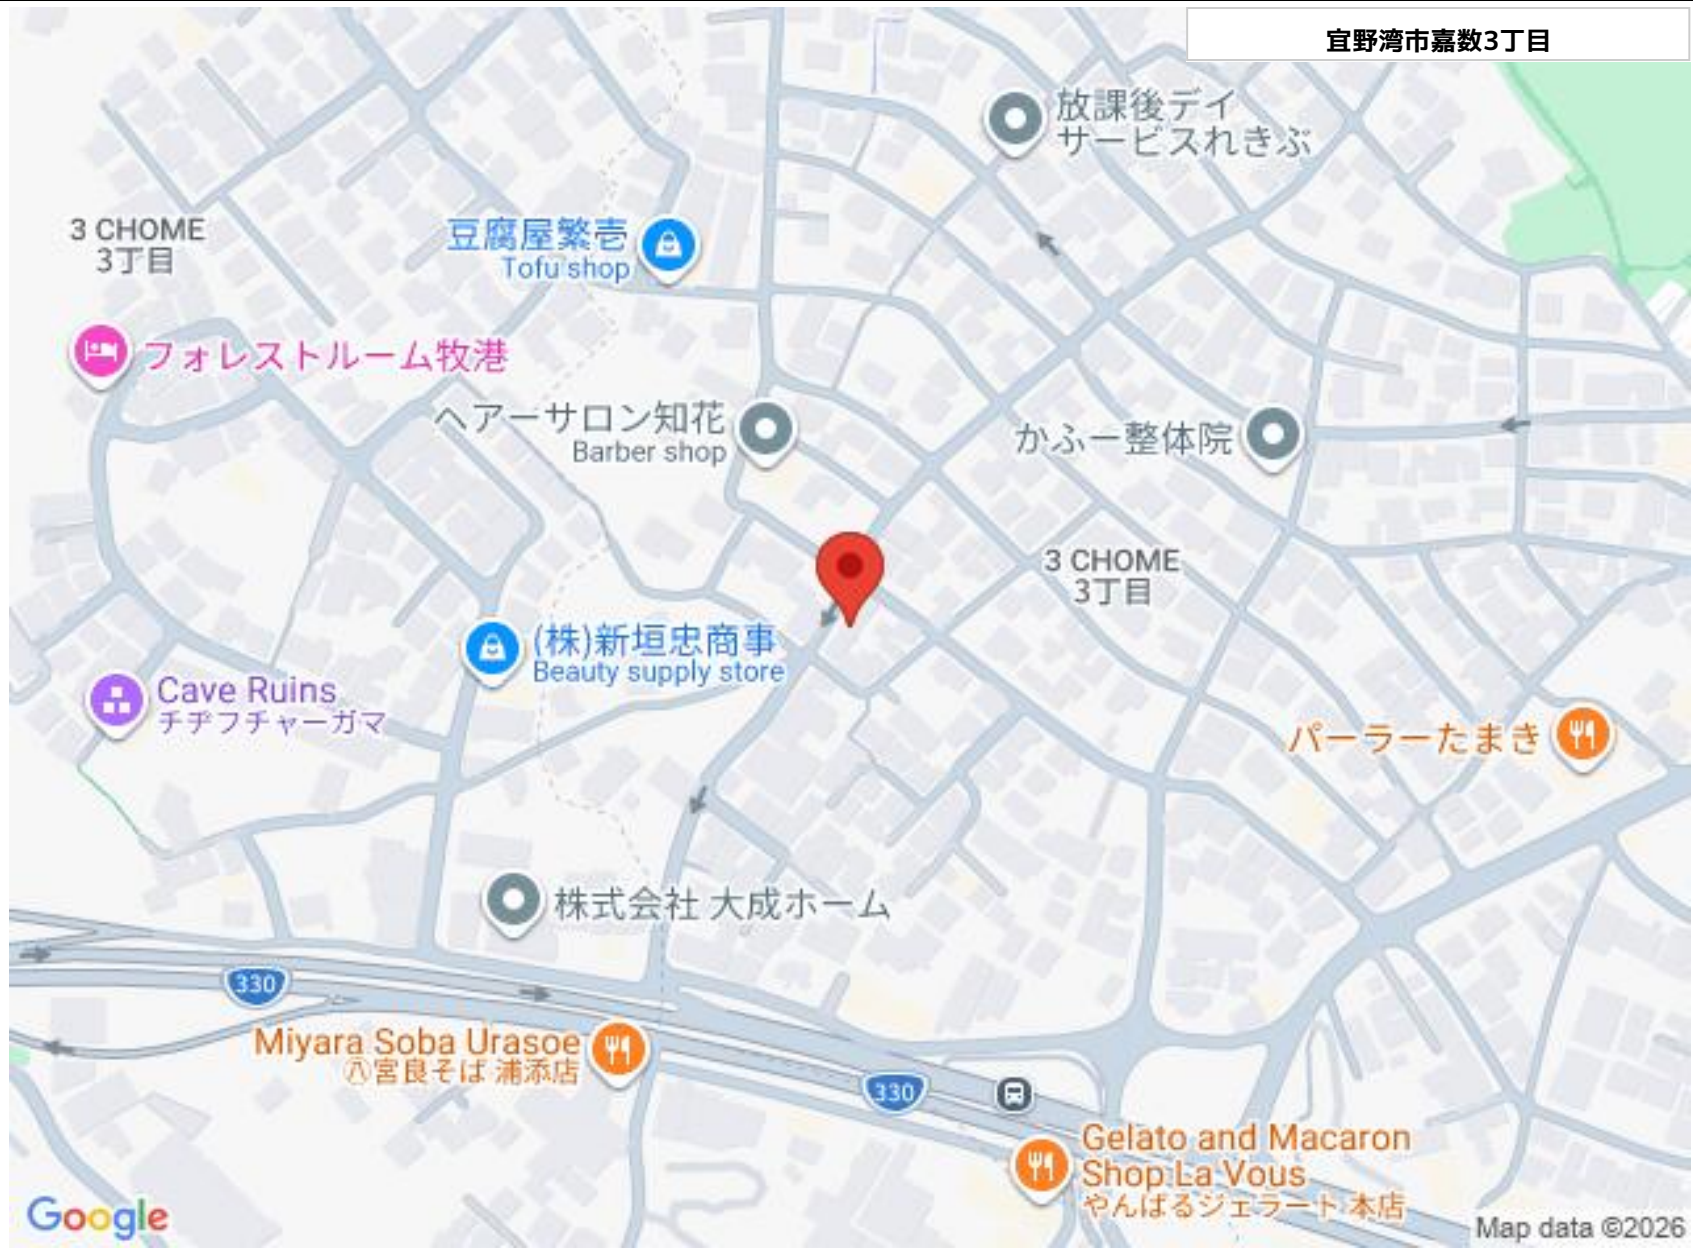 宜野湾市嘉数3丁目
放課後デイ
サービスれきぶ
3 CHOME
3丁目
豆腐屋繁壱
Tofu shop
フォレストルーム牧港
ヘアーサロン知花
Barber shop
かふー整体院
3 CHOME
3丁目
(株)新垣忠商事
Beauty supply store
Cave Ruins
チヂフチャーガマ
パーラーたまき
株式会社 大成ホーム
330
Miyara Soba Urasoe
㊇宮良そば 浦添店
330
Gelato and Macaron
Shop La Vous
やんばるジェラート 本店
Google
Map data ©2026